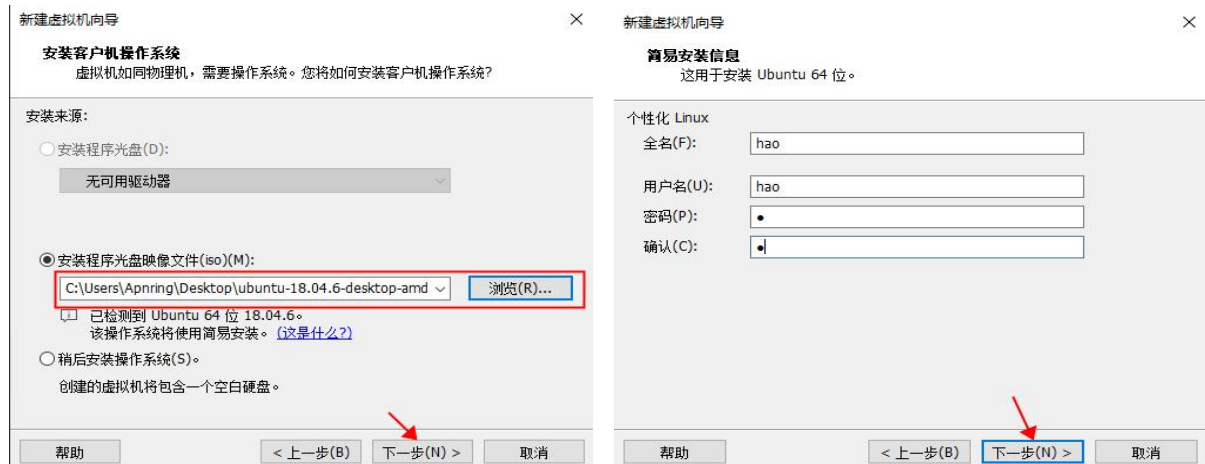 新建虚拟机向导
安装客户机操作系统
虚拟机如同物理机，需要操作系统。您将如何安装客户机操作系统?
安装来源:
安装程序光盘(D):
无可用驱动器
安装程序光盘映像文件(iso)(M):
C:\Users\Apnring\Desktop\ubuntu-18.04.6-desktop-amd
浏览(R)...
已检测到 Ubuntu 64 位 18.04.6。
该操作系统将使用简易安装。 (这是什么?)
稍后安装操作系统(S)。
创建的虚拟机将包含一个空白硬盘。
帮助
< 上一步(B)
下一步(N) >
取消
新建虚拟机向导
简易安装信息
这用于安装 Ubuntu 64 位。
个性化 Linux
全名(F):
hao
用户名(U):
hao
密码(P):
●
确认(C):
●
帮助
< 上一步(B)
下一步(N) >
取消